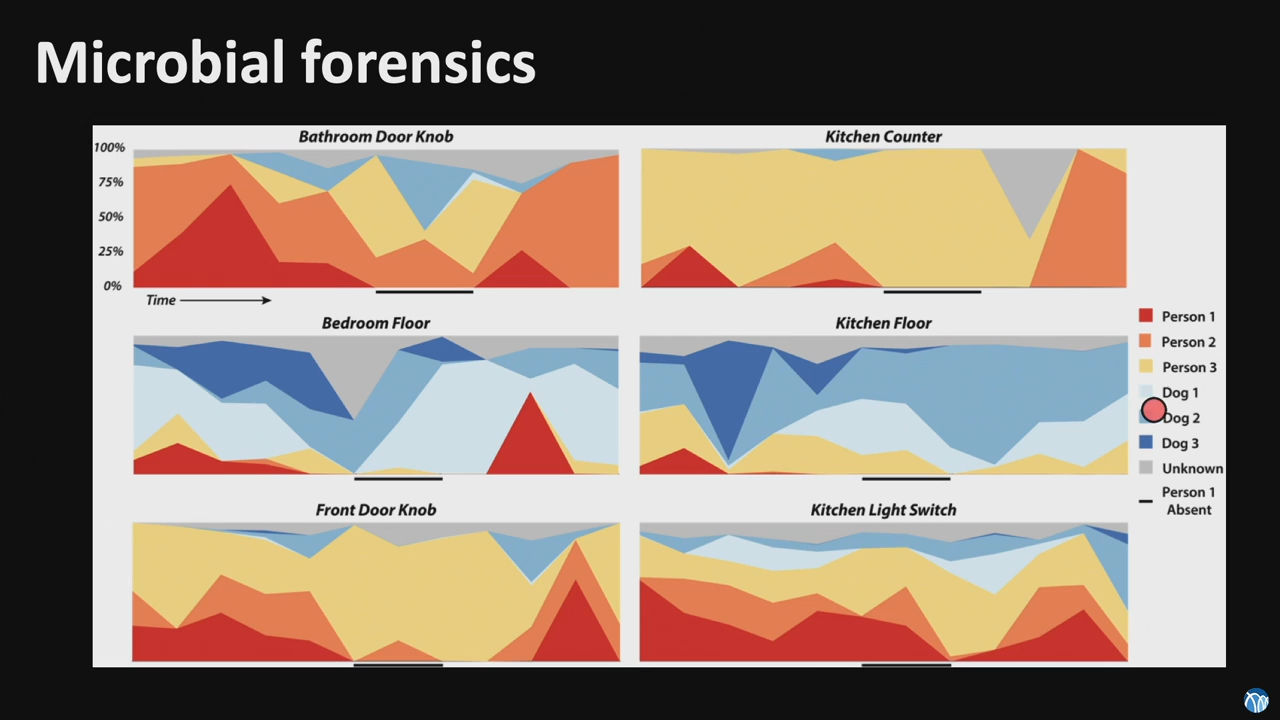 Microbial forensics
Bathroom Door Knob
Kitchen Counter
100%
75%
50%
25%
0%
Time
Bedroom Floor
Kitchen Floor
Front Door Knob
Kitchen Light Switch
Person 1
Person 2
Person 3
Dog 1
Dog 2
Dog 3
Unknown
Person 1
Absent